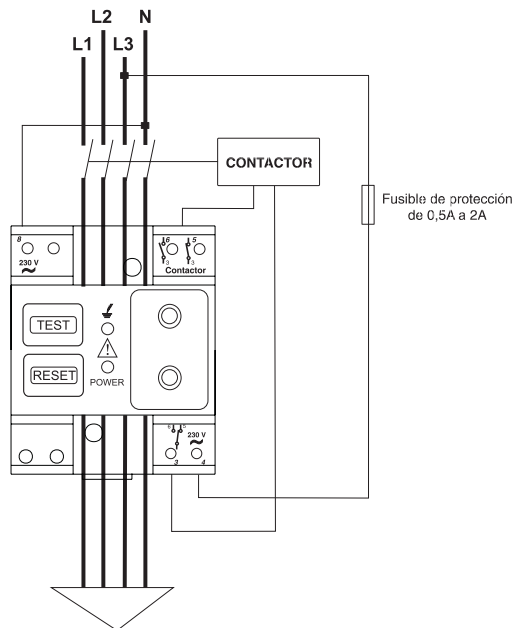 L2 N
L1 L3
CONTACTOR
Fusible de protección
de 0,5A a 2A
8
230 V
~
6 5
3 3
Contactor
TEST
RESET
POWER
6 5
230 V
~
3 4